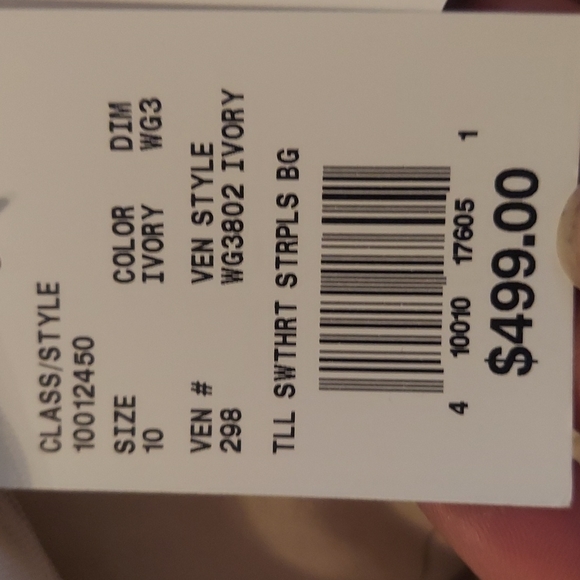 CLASS/STYLE
10012450
SIZE COLOR DIM
10 IVORY WG3
VEN # VEN STYLE
298 WG3802 IVORY
TLL SWTHRT STRPLS BG
4 10010 17605 1
$499.00